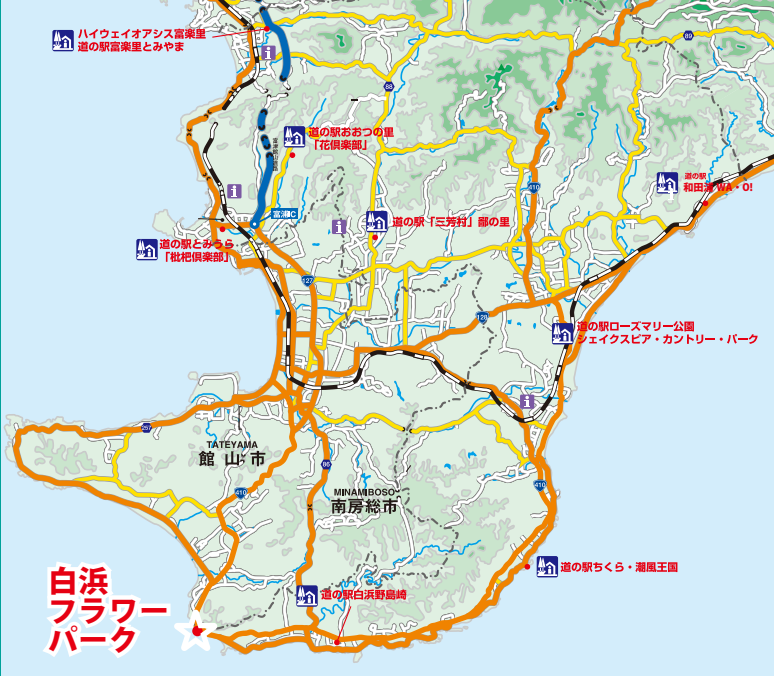 ハイウェイオアシス富楽里
道の駅富楽里とみやま
89
88
道の駅おおつの里
「花倶楽部」
410
道の駅
和田浦WA・O!
富浦IC
道の駅「三芳村」鄙の里
道の駅とみうら
「枇杷倶楽部」
127
128
道の駅ローズマリー公園
シェイクスピア・カントリー・パーク
257
TATEYAMA
館山市
86
410
MINAMIBOSO
南房総市
410
道の駅ちくら・潮風王国
白浜
フラワー
パーク
道の駅白浜野島崎